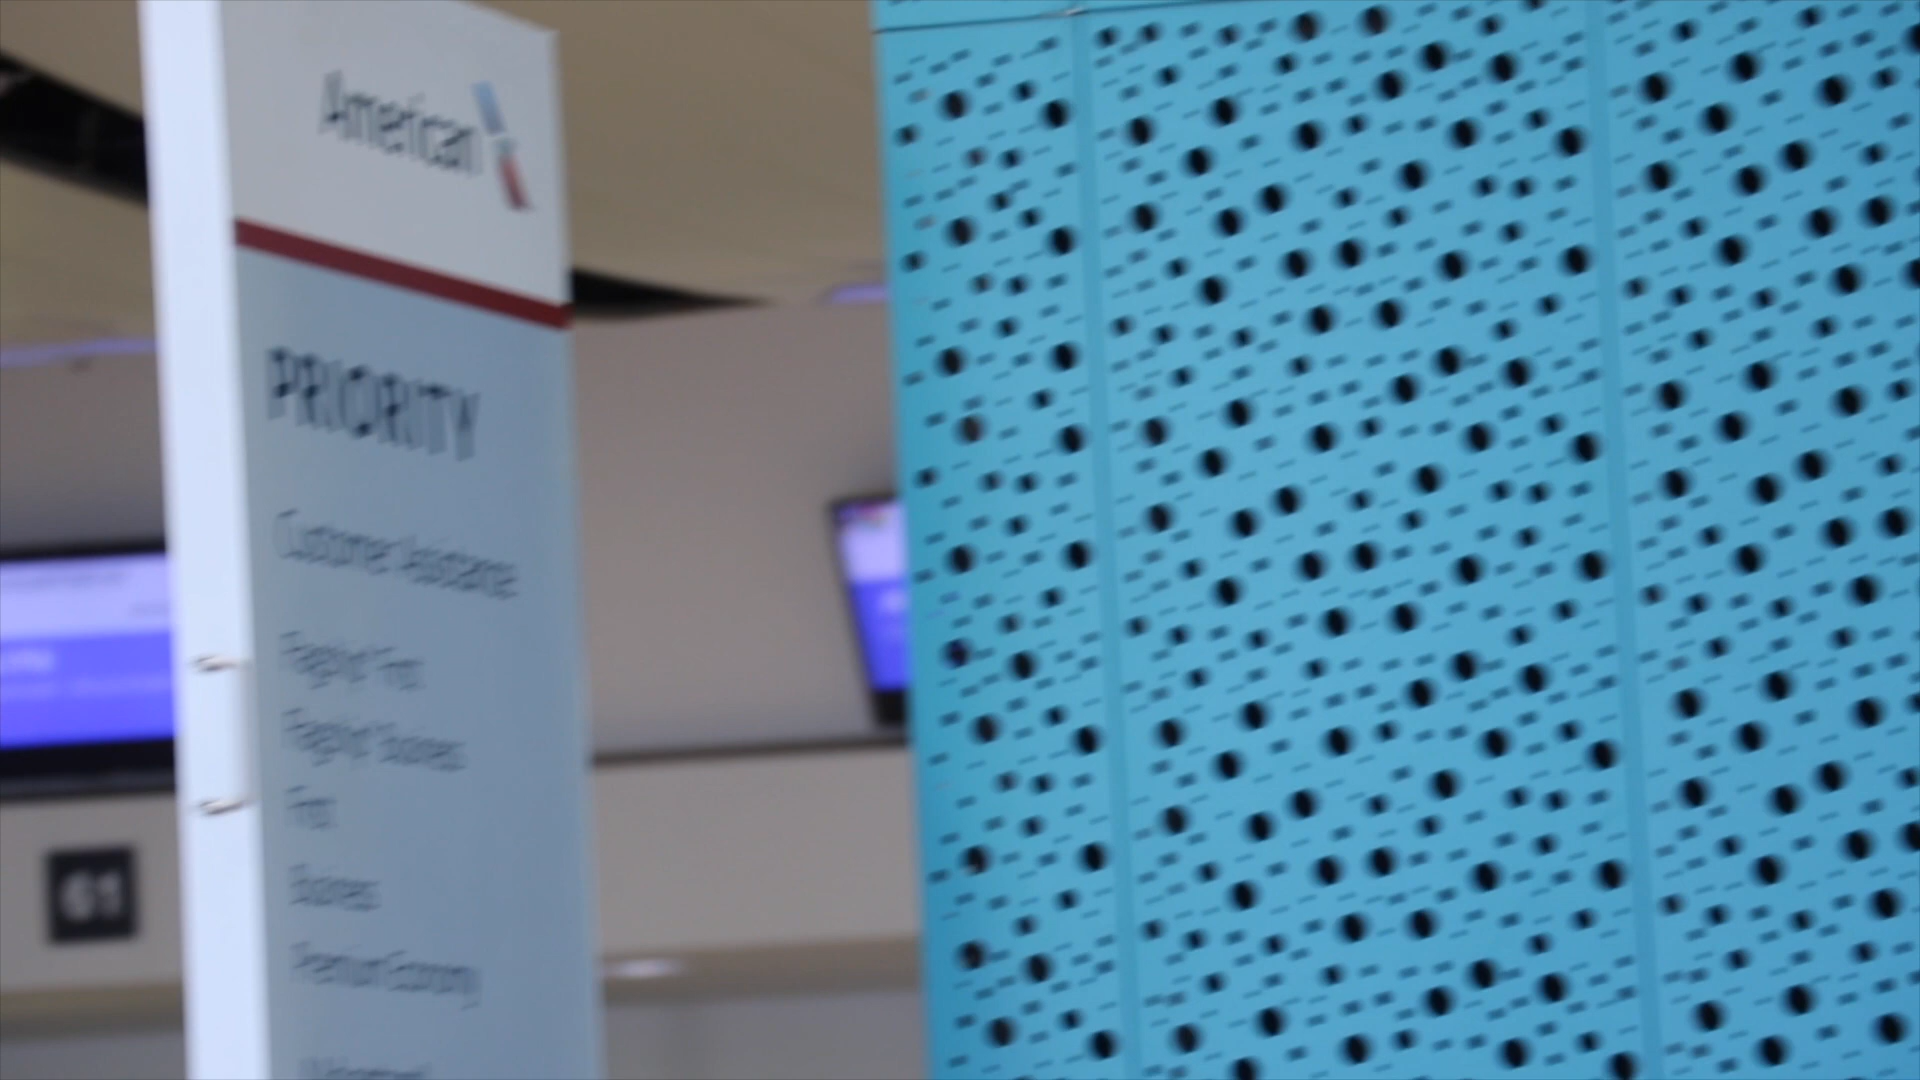 American
PRIORITY
Customer Assistance
Flagship® First
Flagship® Business
First
Business
Premium Economy
61